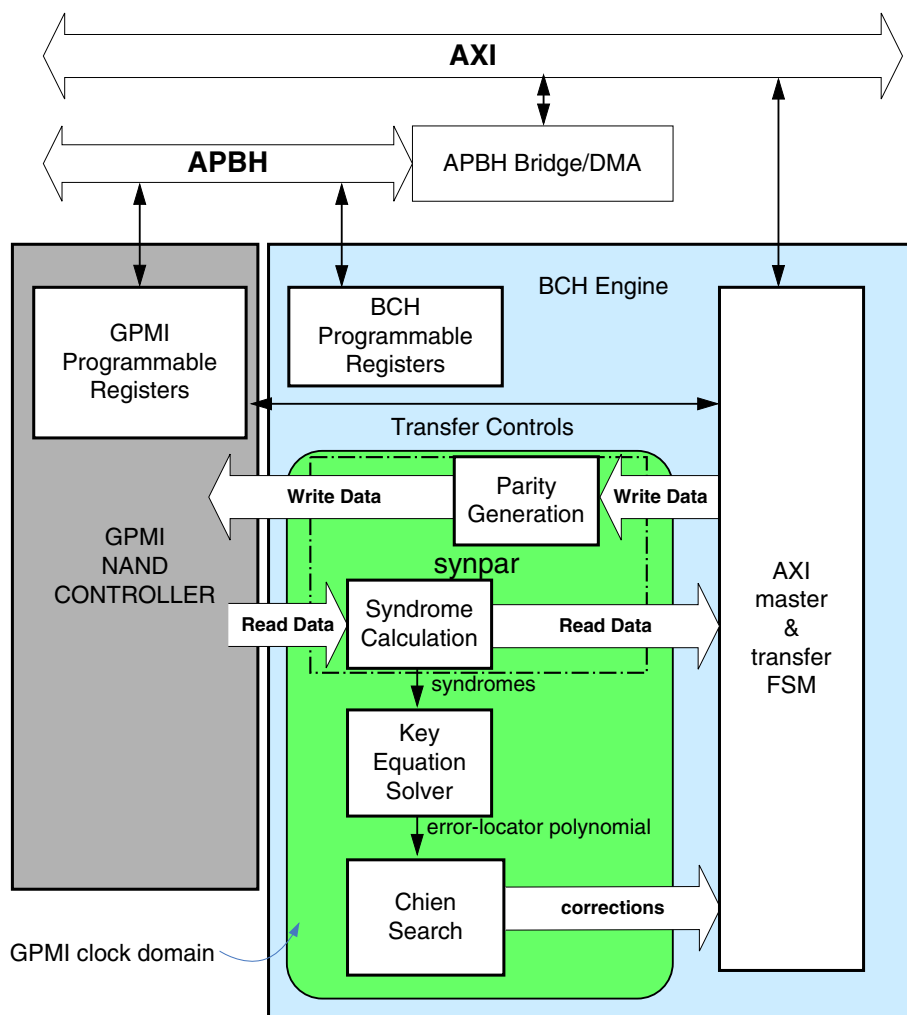 AXI
APBH
APBH Bridge/DMA
BCH Engine
GPMI
Programmable
Registers
BCH
Programmable
Registers
Transfer Controls
Write Data
Parity
Generation
Write Data
GPMI
NAND
CONTROLLER
synpar
Read Data
Syndrome
Calculation
Read Data
AXI
master
&
transfer
FSM
syndromes
Key
Equation
Solver
error-locator polynomial
Chien
Search
corrections
GPMI clock domain